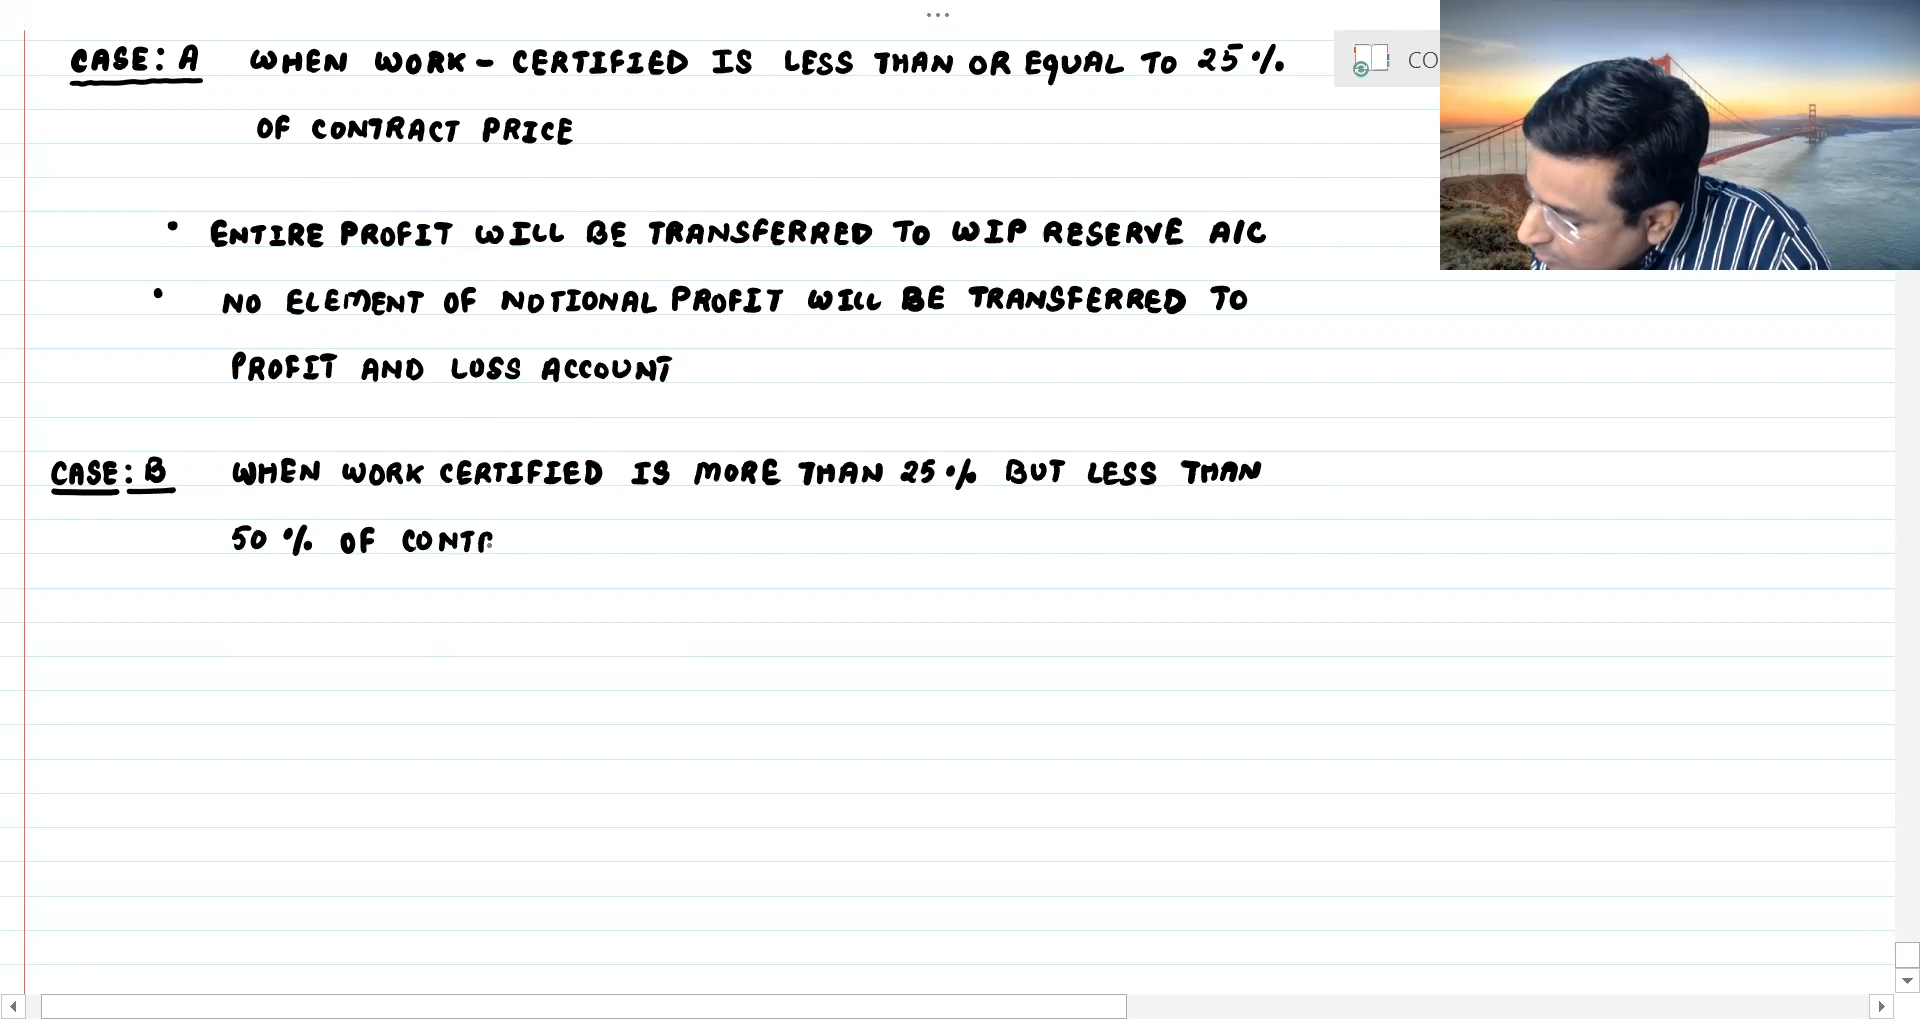 CASE: A WHEN WORK - CERTIFIED IS LESS THAN OR EQUAL TO 25%
OF CONTRACT PRICE
• ENTIRE PROFIT WILL BE TRANSFERRED TO WIP RESERVE A/C
• NO ELEMENT OF NOTIONAL PROFIT WILL BE TRANSFERRED TO
PROFIT AND LOSS ACCOUNT
CASE: B WHEN WORK CERTIFIED IS MORE THAN 25% BUT LESS THAN
50% OF CONTR
CO